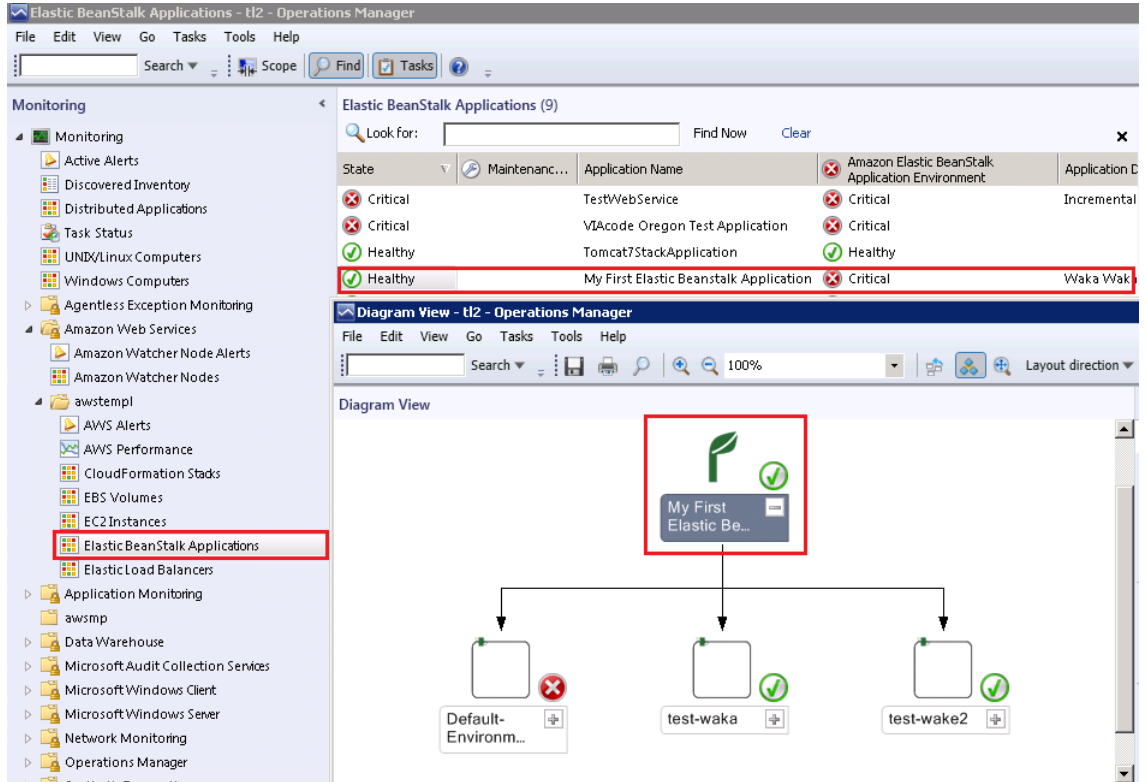 Elastic BeanStalk Applications - tl2 - Operations Manager
File Edit View Go Tasks Tools Help
Search Scope Find Tasks
Monitoring
Monitoring
Active Alerts
Discovered Inventory
Distributed Applications
Task Status
UNIX/Linux Computers
Windows Computers
Agentless Exception Monitoring
Amazon Web Services
Amazon Watcher Node Alerts
Amazon Watcher Nodes
awstempl
AWS Alerts
AWS Performance
CloudFormation Stacks
EBS Volumes
EC2 Instances
Elastic BeanStalk Applications
Elastic Load Balancers
Application Monitoring
awsmp
Data Warehouse
Microsoft Audit Collection Services
Microsoft Windows Client
Microsoft Windows Server
Network Monitoring
Operations Manager
Elastic BeanStalk Applications (9)
Look for: Find Now Clear
State Maintenanc... Application Name Amazon Elastic BeanStalk Application Environment Application D
Critical TestWebService Critical Incremental
Critical VIAcode Oregon Test Application Critical
Healthy Tomcat7StackApplication Healthy
Healthy My First Elastic Beanstalk Application Critical Waka Waka
Diagram View - tl2 - Operations Manager
File Edit View Go Tasks Tools Help
Search 100% Layout direction
Diagram View
My First
Elastic Be...
Default-
Environm...
test-waka
test-wake2